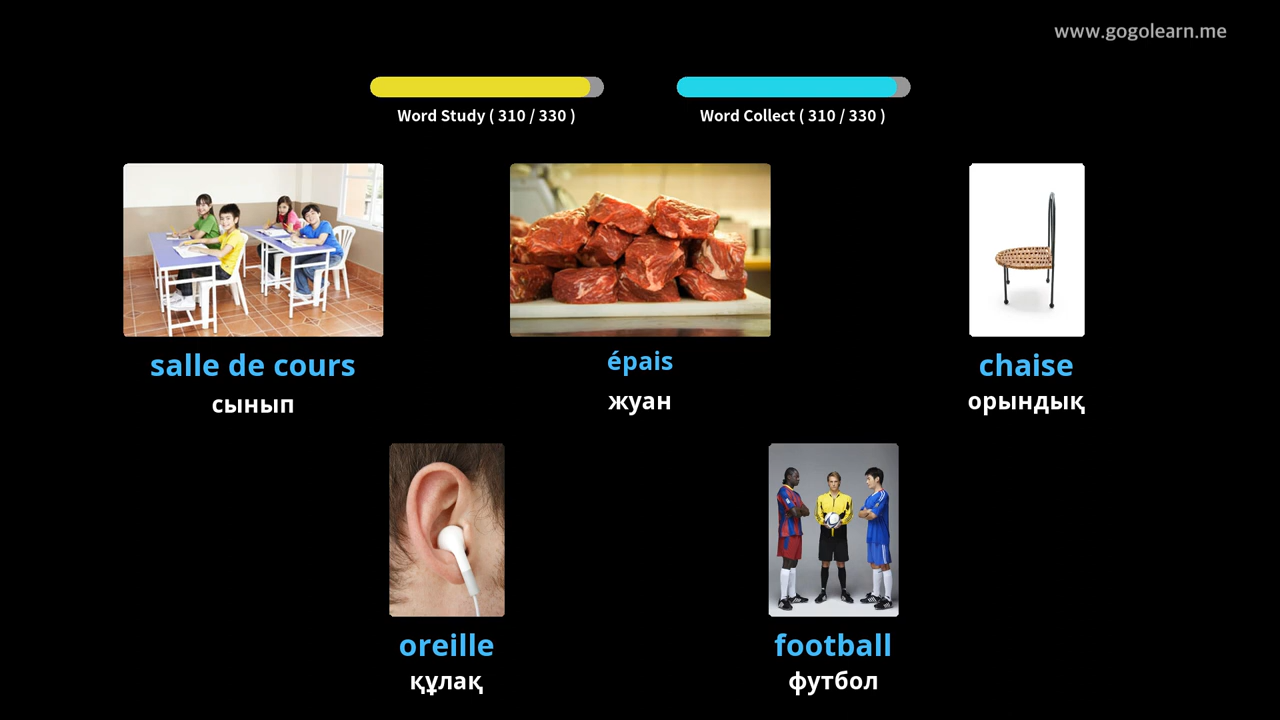 www.gogolearn.me
Word Study ( 310 / 330 )
Word Collect ( 310 / 330 )
salle de cours
сынып
épais
жуан
chaise
орындық
oreille
құлақ
football
футбол